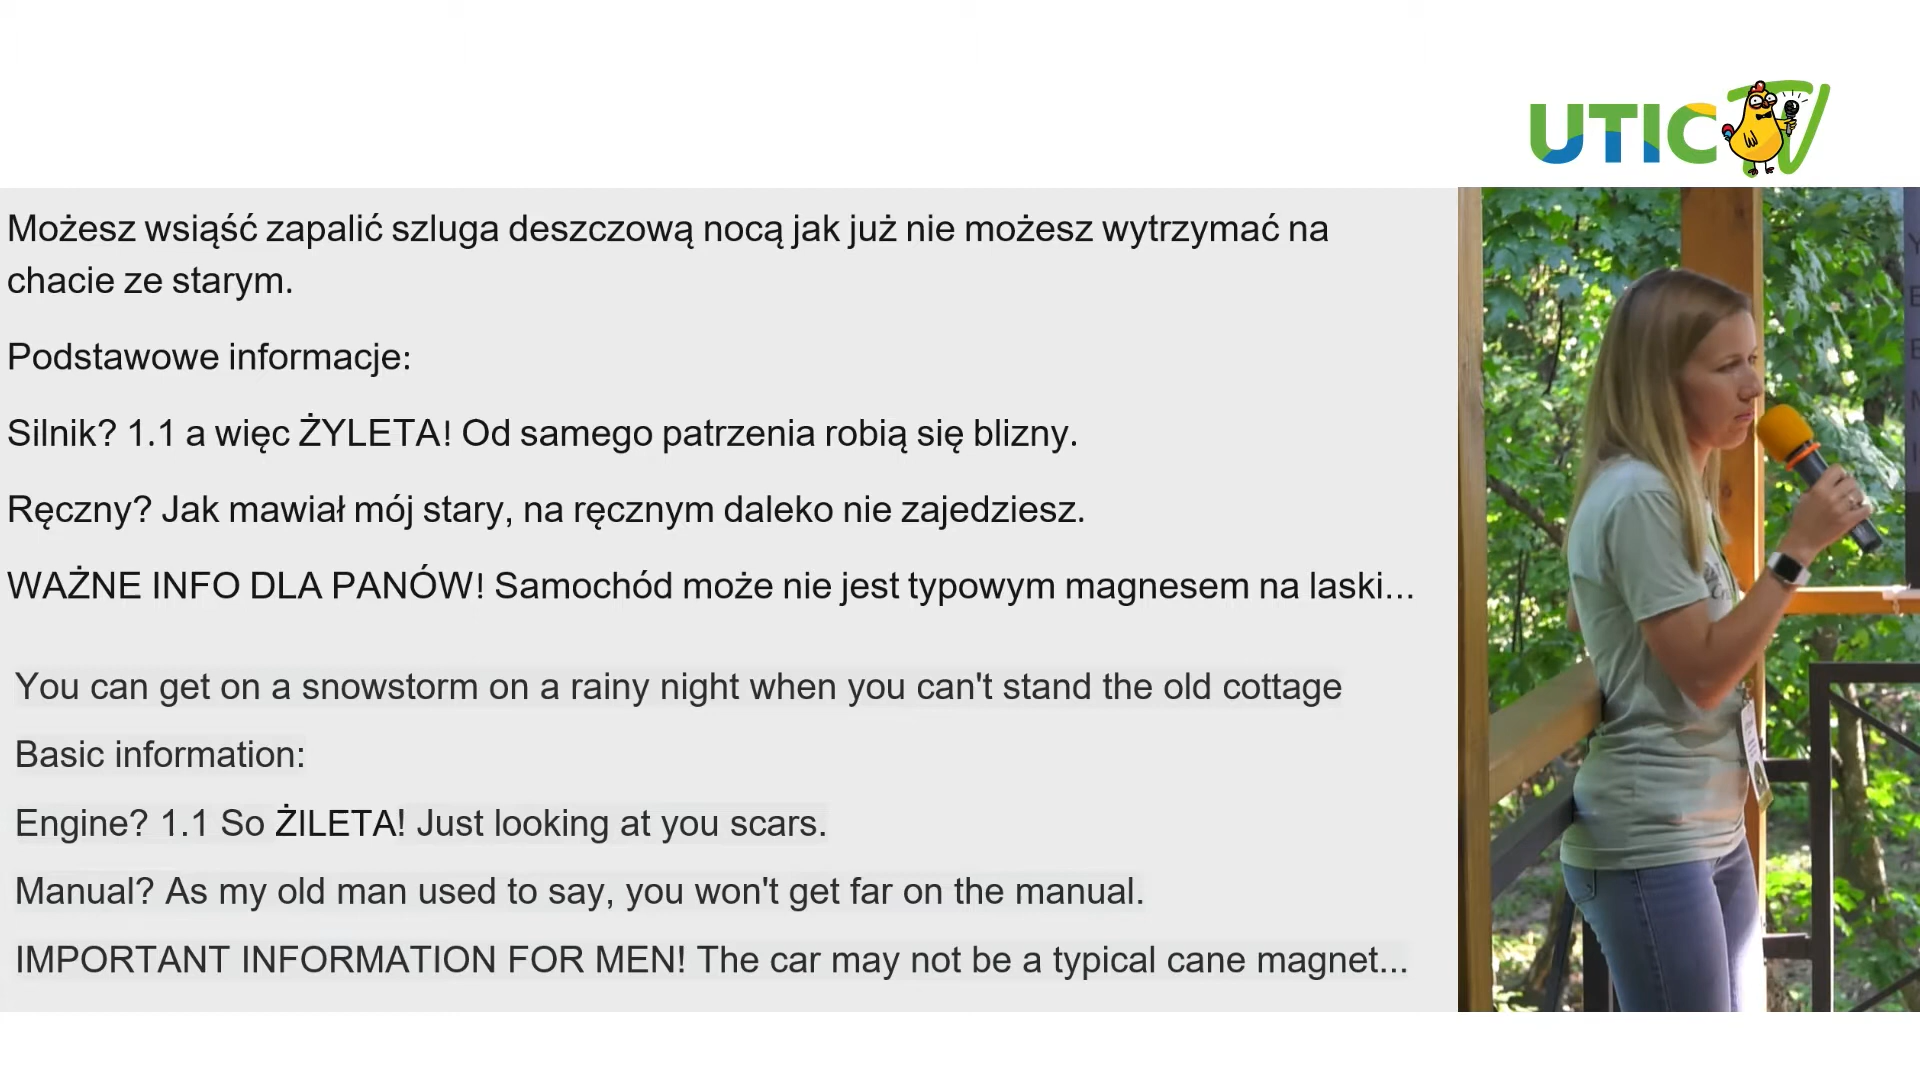 UTIC TV
Możesz wsiąść zapalić szluga deszczową nocą jak już nie możesz wytrzymać na
chacie ze starym.
Podstawowe informacje:
Silnik? 1.1 a więc ŻYLETA! Od samego patrzenia robią się blizny.
Ręczny? Jak mawiał mój stary, na ręcznym daleko nie zajedziesz.
WAŻNE INFO DLA PANÓW! Samochód może nie jest typowym magnesem na laski...
You can get on a snowstorm on a rainy night when you can't stand the old cottage
Basic information:
Engine? 1.1 So ŻILETA! Just looking at you scars.
Manual? As my old man used to say, you won't get far on the manual.
IMPORTANT INFORMATION FOR MEN! The car may not be a typical cane magnet...